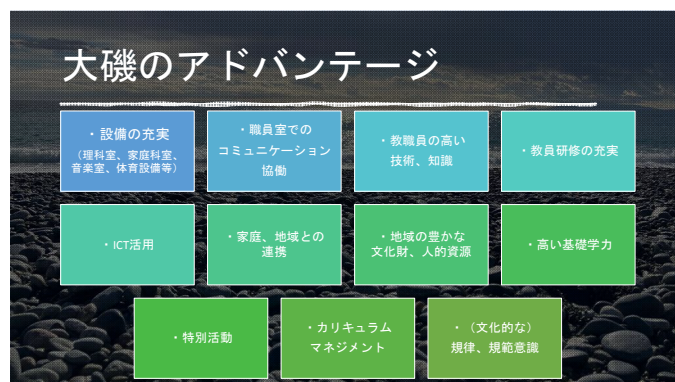 大磯のアドバンテージ
・設備の充実
（理科室、家庭科室、
音楽室、体育設備等）
・職員室での
コミュニケーション
協働
・教職員の高い
技術、知識
・教員研修の充実
・ICT活用
・家庭、地域との
連携
・地域の豊かな
文化財、人的資源
・高い基礎学力
・特別活動
・カリキュラム
マネジメント
・（文化的な）
規律、規範意識